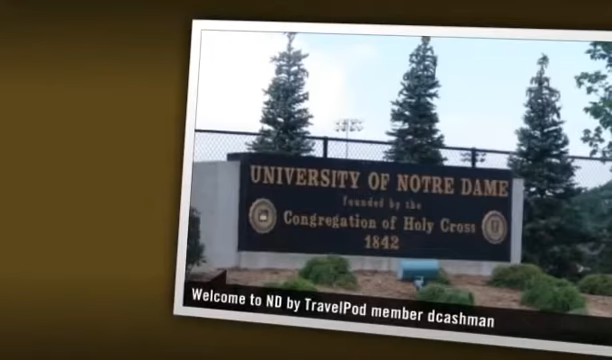 UNIVERSITY OF NOTRE DAME
founded by the
Congregation of Holy Cross
1842
Welcome to ND by TravelPod member dcashman